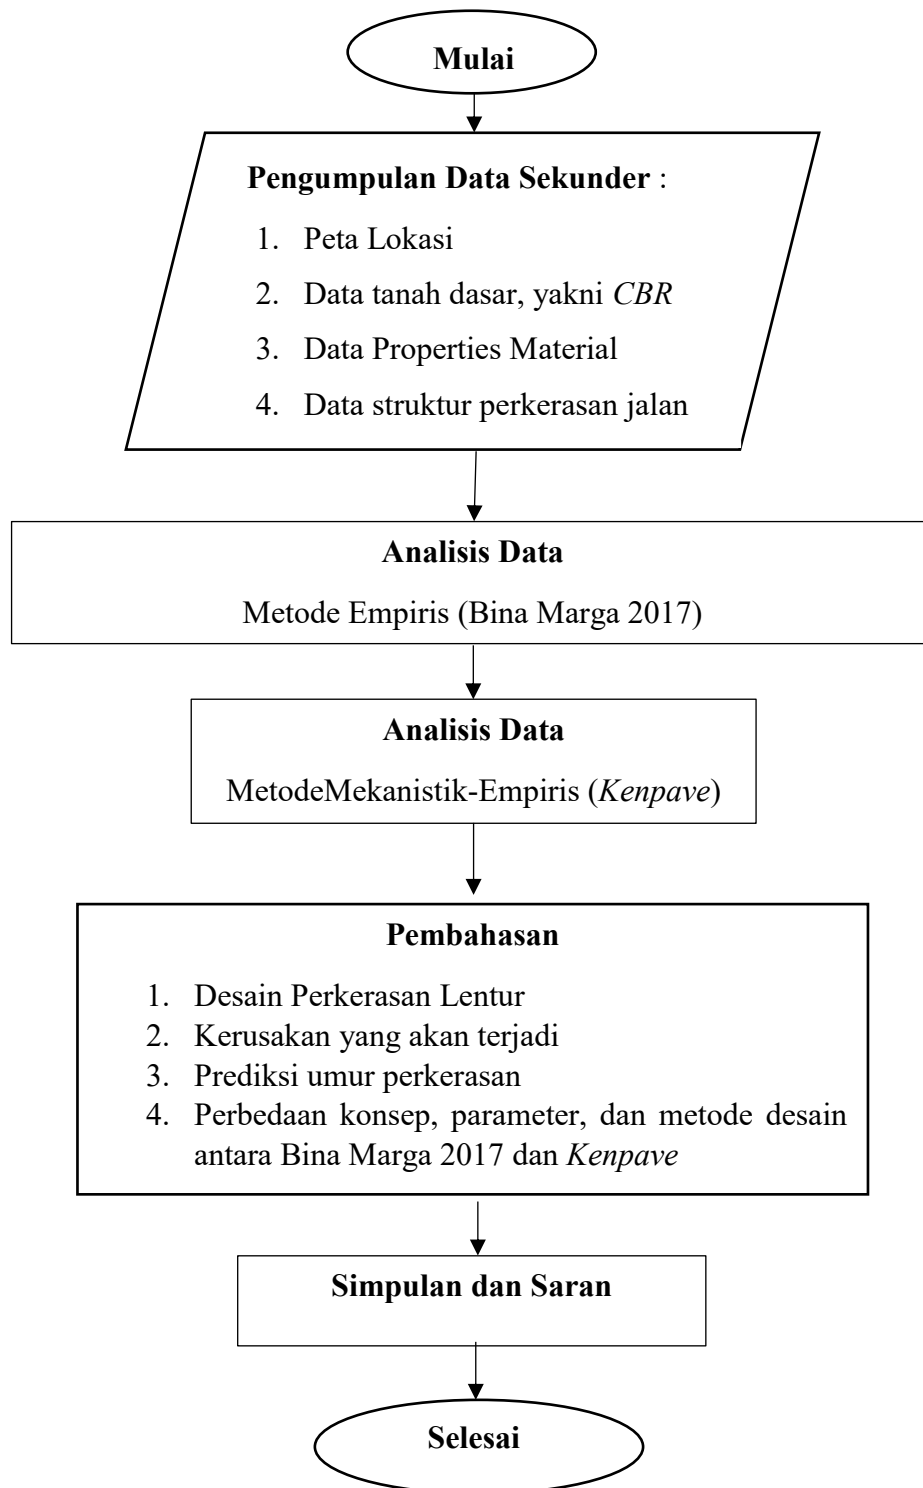 Mulai
Pengumpulan Data Sekunder :
1. Peta Lokasi
2. Data tanah dasar, yakni CBR
3. Data Properties Material
4. Data struktur perkerasan jalan
Analisis Data
Metode Empiris (Bina Marga 2017)
Analisis Data
MetodeMekanistik-Empiris (Kenpave)
Pembahasan
1. Desain Perkerasan Lentur
2. Kerusakan yang akan terjadi
3. Prediksi umur perkerasan
4. Perbedaan konsep, parameter, dan metode desain
antara Bina Marga 2017 dan Kenpave
Simpulan dan Saran
Selesai